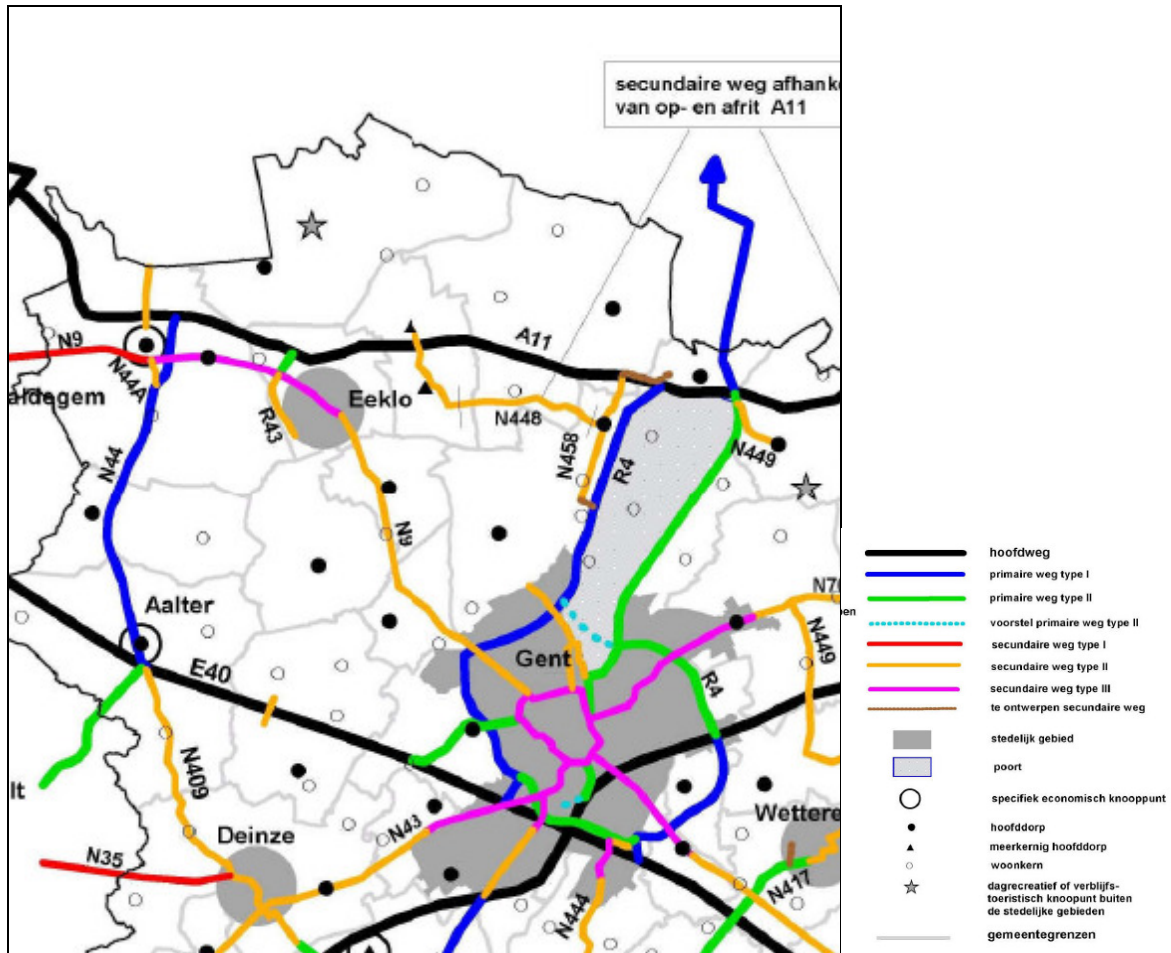 secundaire weg afhanke
van op- en afrit A11
A11
N9
N44A
aldegem
Eeklo
R43
N448
N458
R4
N449
N44
N9
Aalter
E40
Gent
N70
pen
N449
R4
N409
lt
Deinze
N43
N35
Wettere
N417
N444
hoofdweg
primaire weg type I
primaire weg type II
voorstel primaire weg type II
secundaire weg type I
secundaire weg type II
secundaire weg type III
te ontwerpen secundaire weg
stedelijk gebied
poort
specifiek economisch knooppunt
hoofddorp
meerkernig hoofddorp
woonkern
dagrecreatief of verblijfs-
toeristisch knoopunt buiten
de stedelijke gebieden
gemeentegrenzen